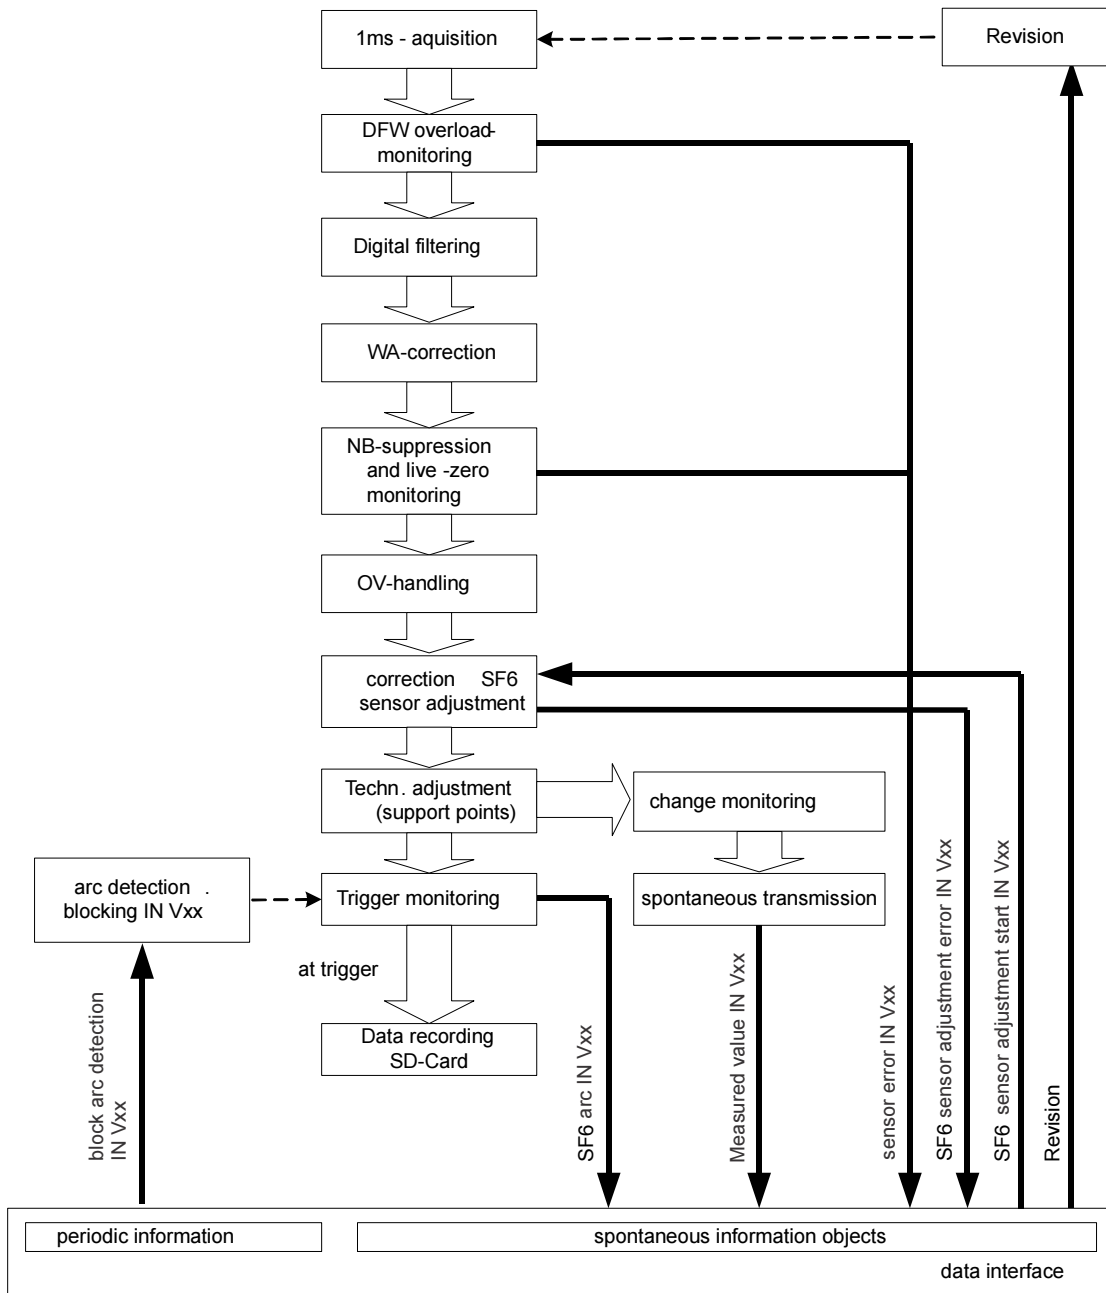 1ms - aquisition
Revision
DFW overload-
monitoring
Digital filtering
WA-correction
NB-suppression
and live -zero
monitoring
OV-handling
correction SF6
sensor adjustment
Techn. adjustment
(support points)
change monitoring
arc detection .
blocking IN Vxx
Trigger monitoring
spontaneous transmission
at trigger
Data recording
SD-Card
block arc detection
IN Vxx
SF6 arc IN Vxx
Measured value IN Vxx
sensor error IN Vxx
SF6 sensor adjustment error IN Vxx
SF6 sensor adjustment start IN Vxx
Revision
periodic information
spontaneous information objects
data interface